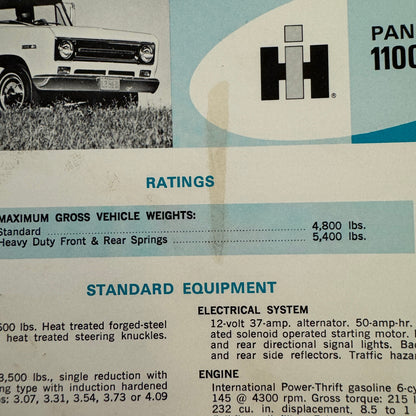 IH®
PAN
1100
RATINGS
MAXIMUM GROSS VEHICLE WEIGHTS:
Standard ........ 4,800 lbs.
Heavy Duty Front & Rear Springs ........ 5,400 lbs.
STANDARD EQUIPMENT
600 lbs. Heat treated forged-steel
heat treated steering knuckles.
3,500 lbs., single reduction with
ng type with induction hardened
s: 3.07, 3.31, 3.54, 3.73 or 4.09
ELECTRICAL SYSTEM
12-volt 37-amp. alternator. 50-amp-hr.
ated solenoid operated starting motor.
and rear directional signal lights. Ba
and rear side reflectors. Traffic haza
ENGINE
International Power-Thrift gasoline 6-cy
145 @ 4300 rpm. Gross torque: 215
232 cu. in. displacement. 8.5 to 1